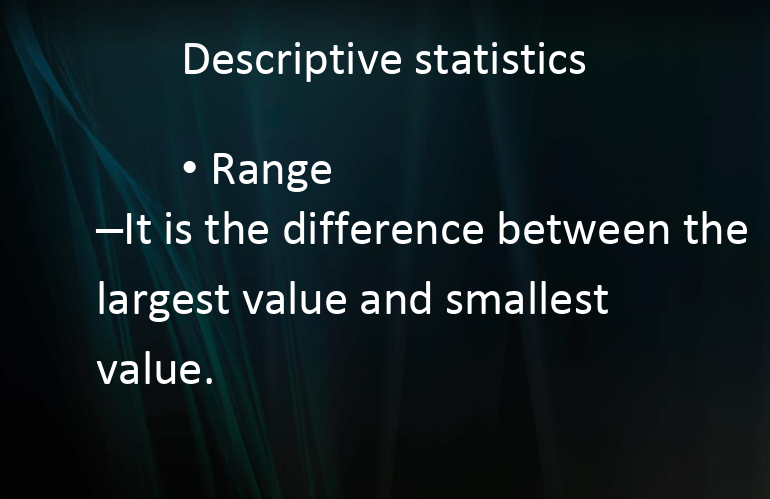 Descriptive statistics
• Range
–It is the difference between the
largest value and smallest
value.